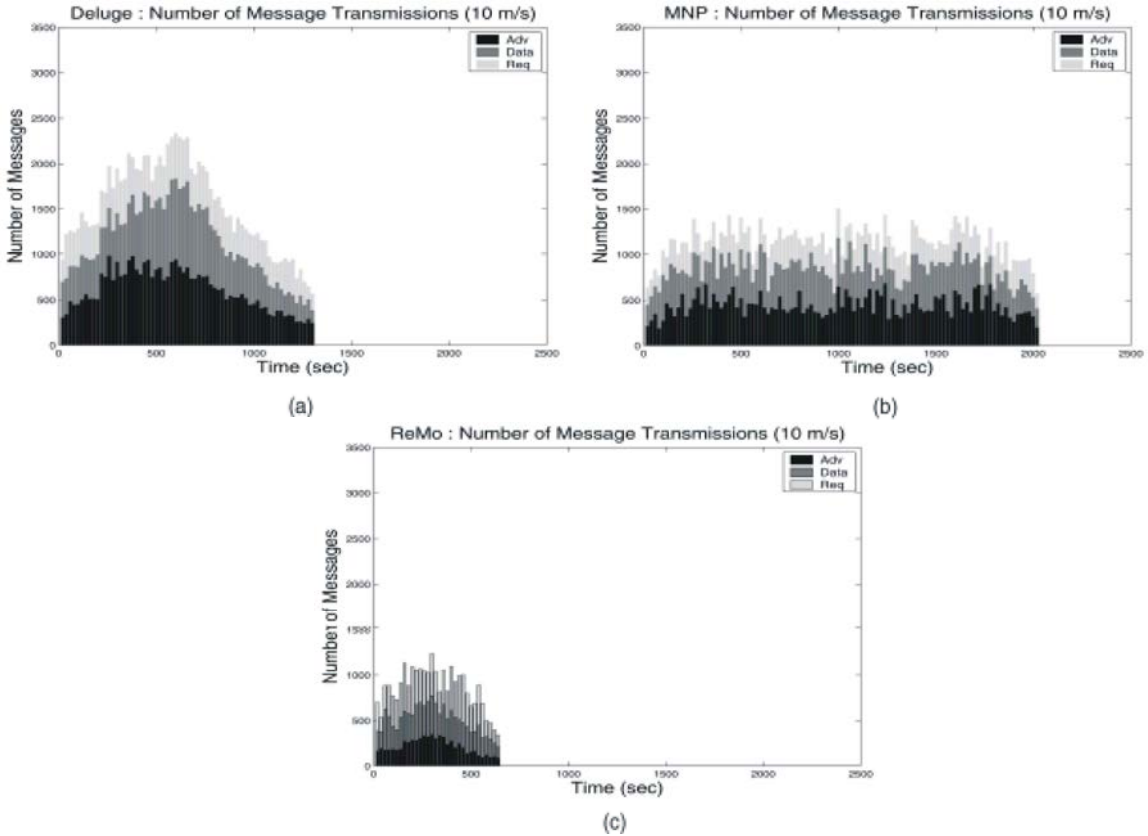 Deluge : Number of Message Transmissions (10 m/s)
3500
3000
2500
2000
1500
1000
500
0
Number of Messages
Adv
Data
Req
0 500 1000 1500 2000 2500
Time (sec)
(a)
MNP : Number of Message Transmissions (10 m/s)
3500
3000
2500
2000
1500
1000
500
0
Number of Messages
Adv
Data
Req
0 500 1000 1500 2000 2500
Time (sec)
(b)
ReMo : Number of Message Transmissions (10 m/s)
3500
3000
2500
2000
1500
1000
500
0
Number of Messages
Adv
Data
Req
0 500 1000 1500 2000 2500
Time (sec)
(c)